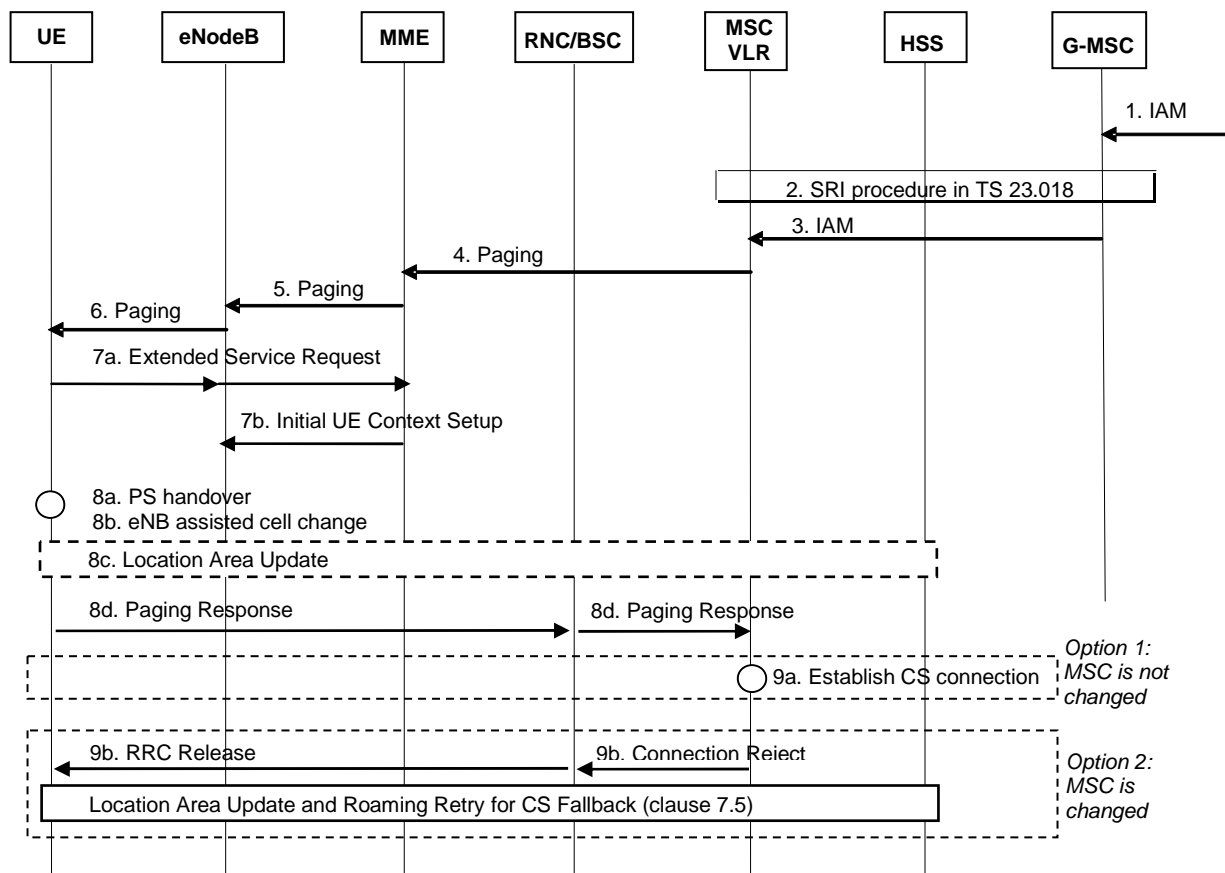 UE
eNodeB
MME
RNC/BSC
MSC
VLR
HSS
G-MSC
1. IAM
2. SRI procedure in TS 23.018
3. IAM
4. Paging
5. Paging
6. Paging
7a. Extended Service Request
7b. Initial UE Context Setup
8a. PS handover
8b. eNB assisted cell change
8c. Location Area Update
8d. Paging Response
8d. Paging Response
Option 1:
MSC is not
changed
9a. Establish CS connection
9b. RRC Release
9b. Connection Reject
Option 2:
MSC is
changed
Location Area Update and Roaming Retry for CS Fallback (clause 7.5)